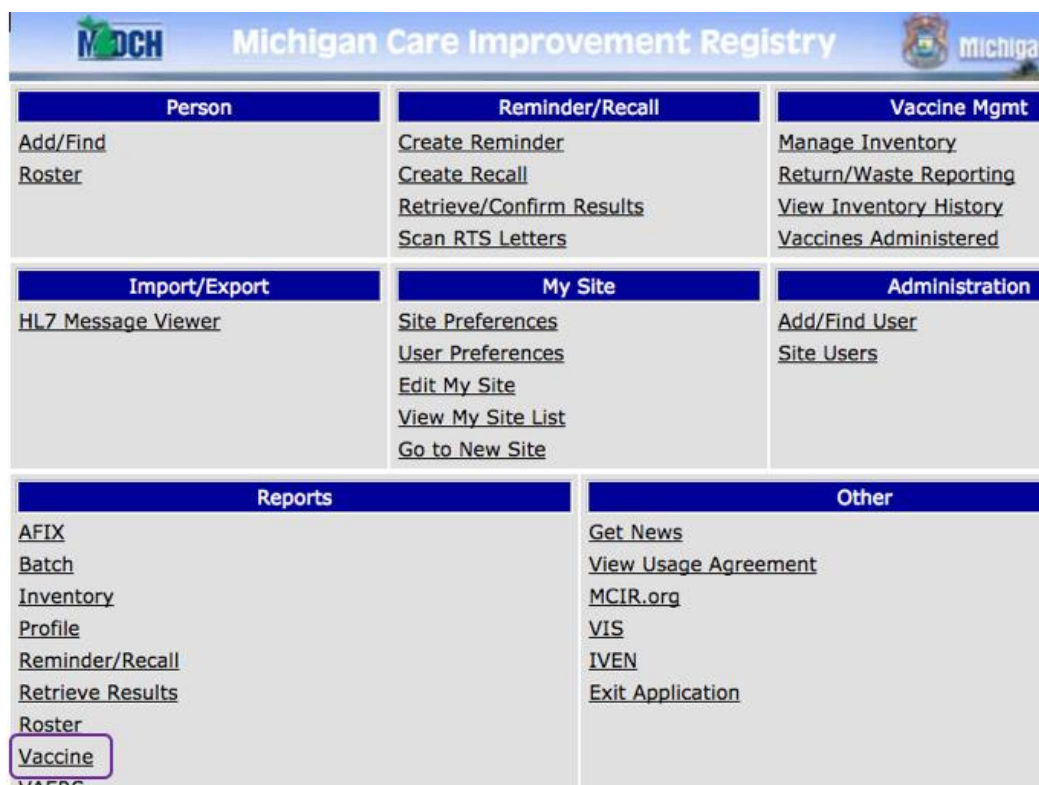 MDCH Michigan Care Improvement Registry
Person
Add/Find
Roster
Reminder/Recall
Create Reminder
Create Recall
Retrieve/Confirm Results
Scan RTS Letters
Vaccine Mgmt
Manage Inventory
Return/Waste Reporting
View Inventory History
Vaccines Administered
Import/Export
HL7 Message Viewer
My Site
Site Preferences
User Preferences
Edit My Site
View My Site List
Go to New Site
Administration
Add/Find User
Site Users
Reports
AFIX
Batch
Inventory
Profile
Reminder/Recall
Retrieve Results
Roster
Vaccine
Other
Get News
View Usage Agreement
MCIR.org
VIS
IVEN
Exit Application